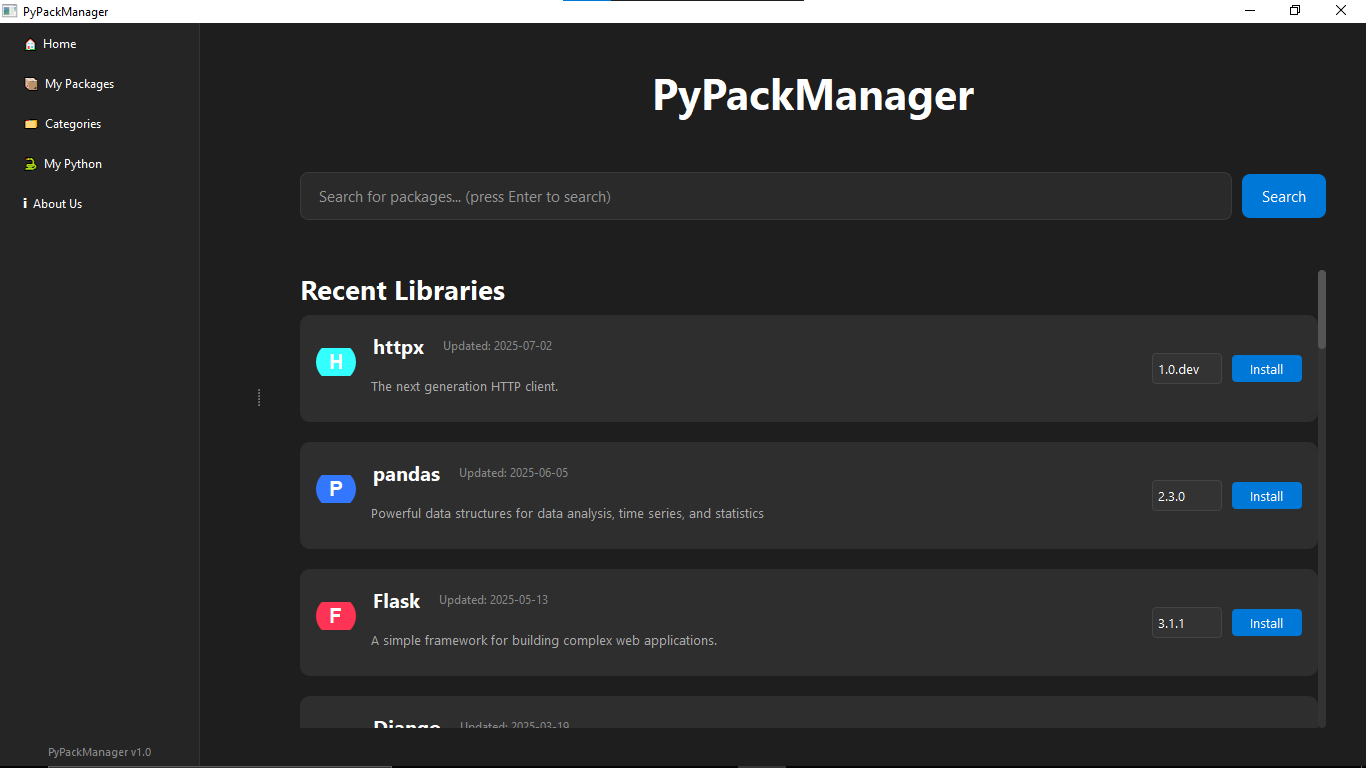 PyPackManager
Home
My Packages
Categories
My Python
About Us
PyPackManager v1.0
PyPackManager
Search for packages... (press Enter to search)
Search
Recent Libraries
H
httpx
Updated: 2025-07-02
The next generation HTTP client.
1.0.dev
Install
P
pandas
Updated: 2025-06-05
Powerful data structures for data analysis, time series, and statistics
2.3.0
Install
F
Flask
Updated: 2025-05-13
A simple framework for building complex web applications.
3.1.1
Install
Django
Updated: 2025-03-19